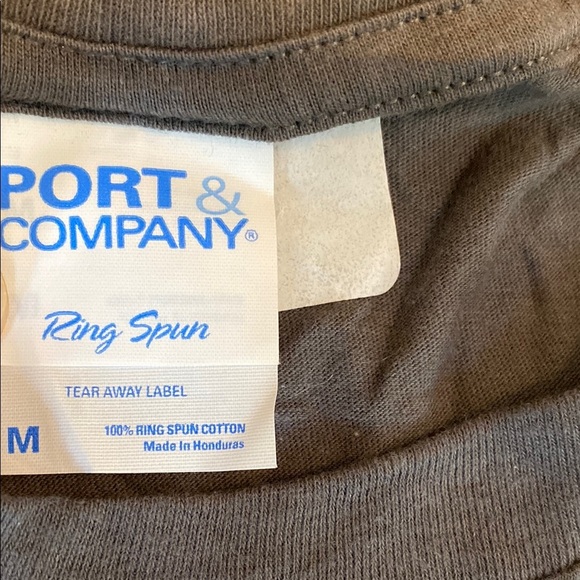 PORT &
COMPANY®
Ring Spun
TEAR AWAY LABEL
M
100% RING SPUN COTTON
Made In Honduras